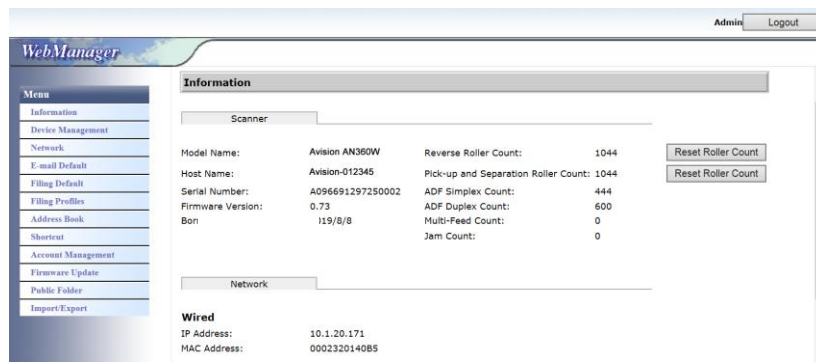 Admin Logout
WebManager
Menu
Information
Device Management
Network
E-mail Default
Filing Default
Filing Profiles
Address Book
Shortcut
Account Management
Firmware Update
Public Folder
Import/Export
Information
Scanner
Model Name: Avision AN360W Reverse Roller Count: 1044 Reset Roller Count
Host Name: Avision-012345 Pick-up and Separation Roller Count: 1044 Reset Roller Count
Serial Number: A096691297250002 ADF Simplex Count: 444
Firmware Version: 0.73 ADF Duplex Count: 600
19/8/8 Multi-Feed Count: 0
Jam Count: 0
Network
Wired
IP Address: 10.1.20.171
MAC Address: 0002320140B5